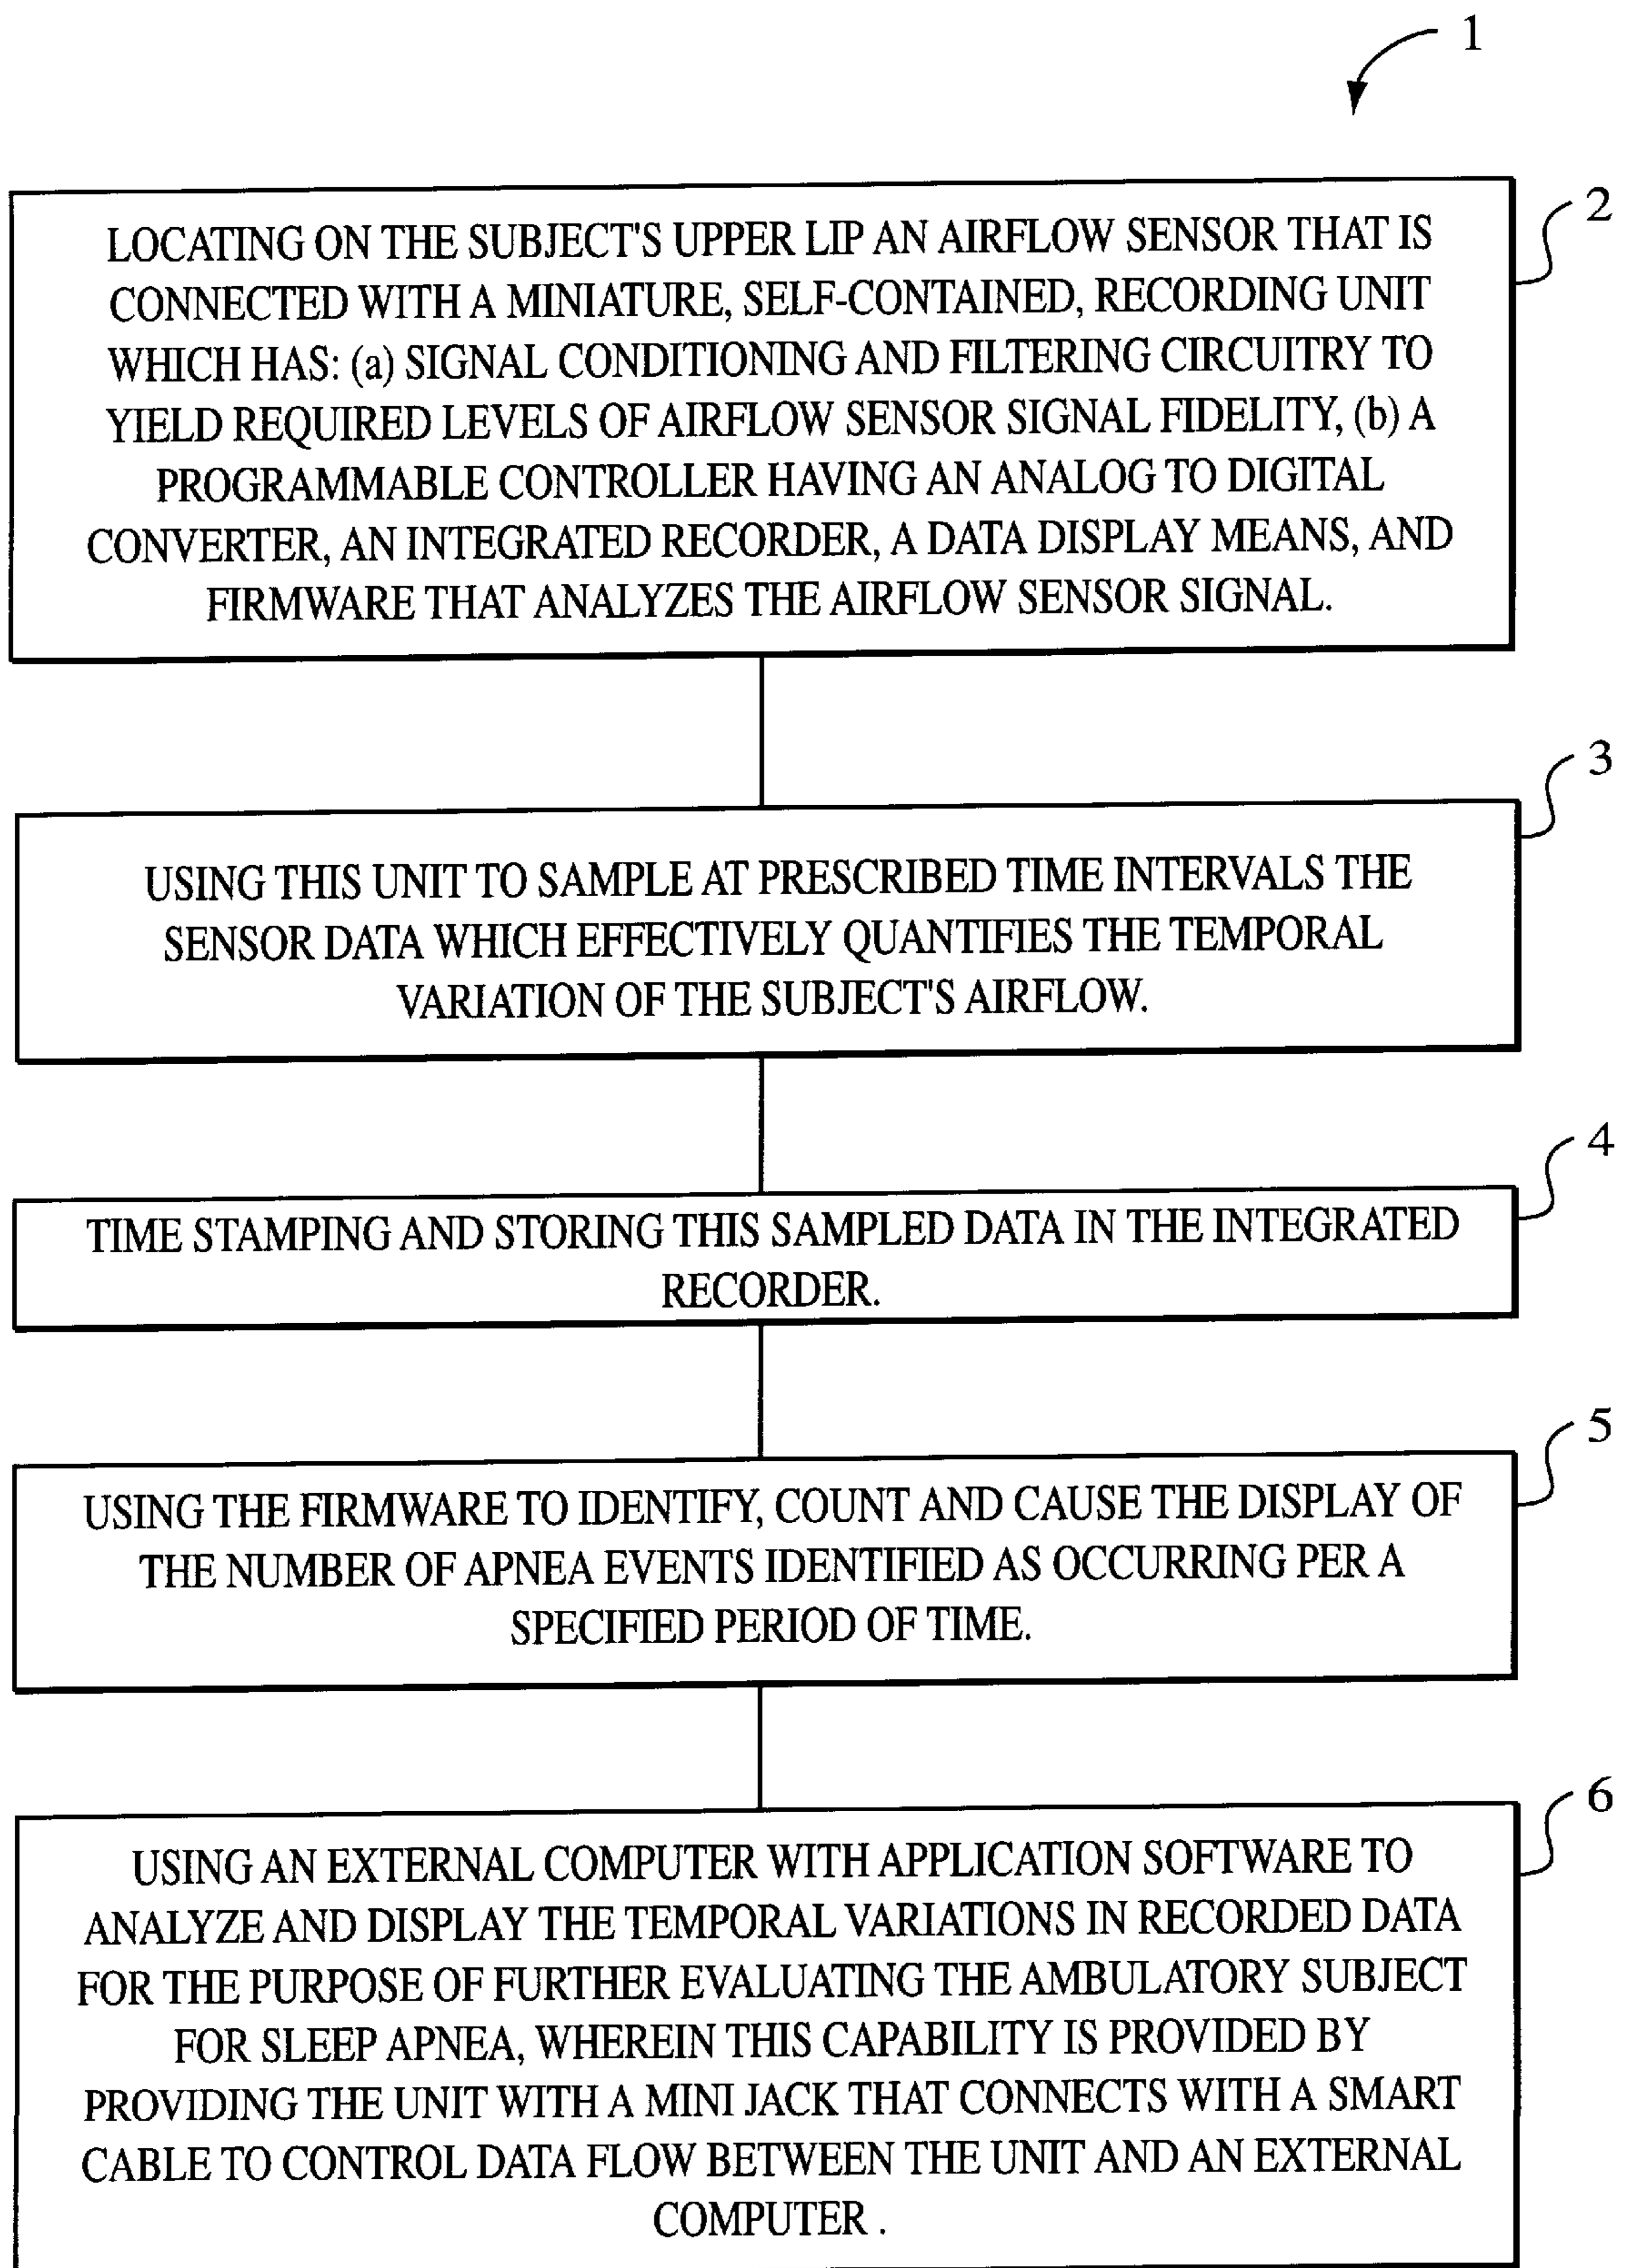 1
2
LOCATING ON THE SUBJECT'S UPPER LIP AN AIRFLOW SENSOR THAT IS
CONNECTED WITH A MINIATURE, SELF-CONTAINED, RECORDING UNIT
WHICH HAS: (a) SIGNAL CONDITIONING AND FILTERING CIRCUITRY TO
YIELD REQUIRED LEVELS OF AIRFLOW SENSOR SIGNAL FIDELITY, (b) A
PROGRAMMABLE CONTROLLER HAVING AN ANALOG TO DIGITAL
CONVERTER, AN INTEGRATED RECORDER, A DATA DISPLAY MEANS, AND
FIRMWARE THAT ANALYZES THE AIRFLOW SENSOR SIGNAL.
3
USING THIS UNIT TO SAMPLE AT PRESCRIBED TIME INTERVALS THE
SENSOR DATA WHICH EFFECTIVELY QUANTIFIES THE TEMPORAL
VARIATION OF THE SUBJECT'S AIRFLOW.
4
TIME STAMPING AND STORING THIS SAMPLED DATA IN THE INTEGRATED
RECORDER.
5
USING THE FIRMWARE TO IDENTIFY, COUNT AND CAUSE THE DISPLAY OF
THE NUMBER OF APNEA EVENTS IDENTIFIED AS OCCURRING PER A
SPECIFIED PERIOD OF TIME.
6
USING AN EXTERNAL COMPUTER WITH APPLICATION SOFTWARE TO
ANALYZE AND DISPLAY THE TEMPORAL VARIATIONS IN RECORDED DATA
FOR THE PURPOSE OF FURTHER EVALUATING THE AMBULATORY SUBJECT
FOR SLEEP APNEA, WHEREIN THIS CAPABILITY IS PROVIDED BY
PROVIDING THE UNIT WITH A MINI JACK THAT CONNECTS WITH A SMART
CABLE TO CONTROL DATA FLOW BETWEEN THE UNIT AND AN EXTERNAL
COMPUTER .